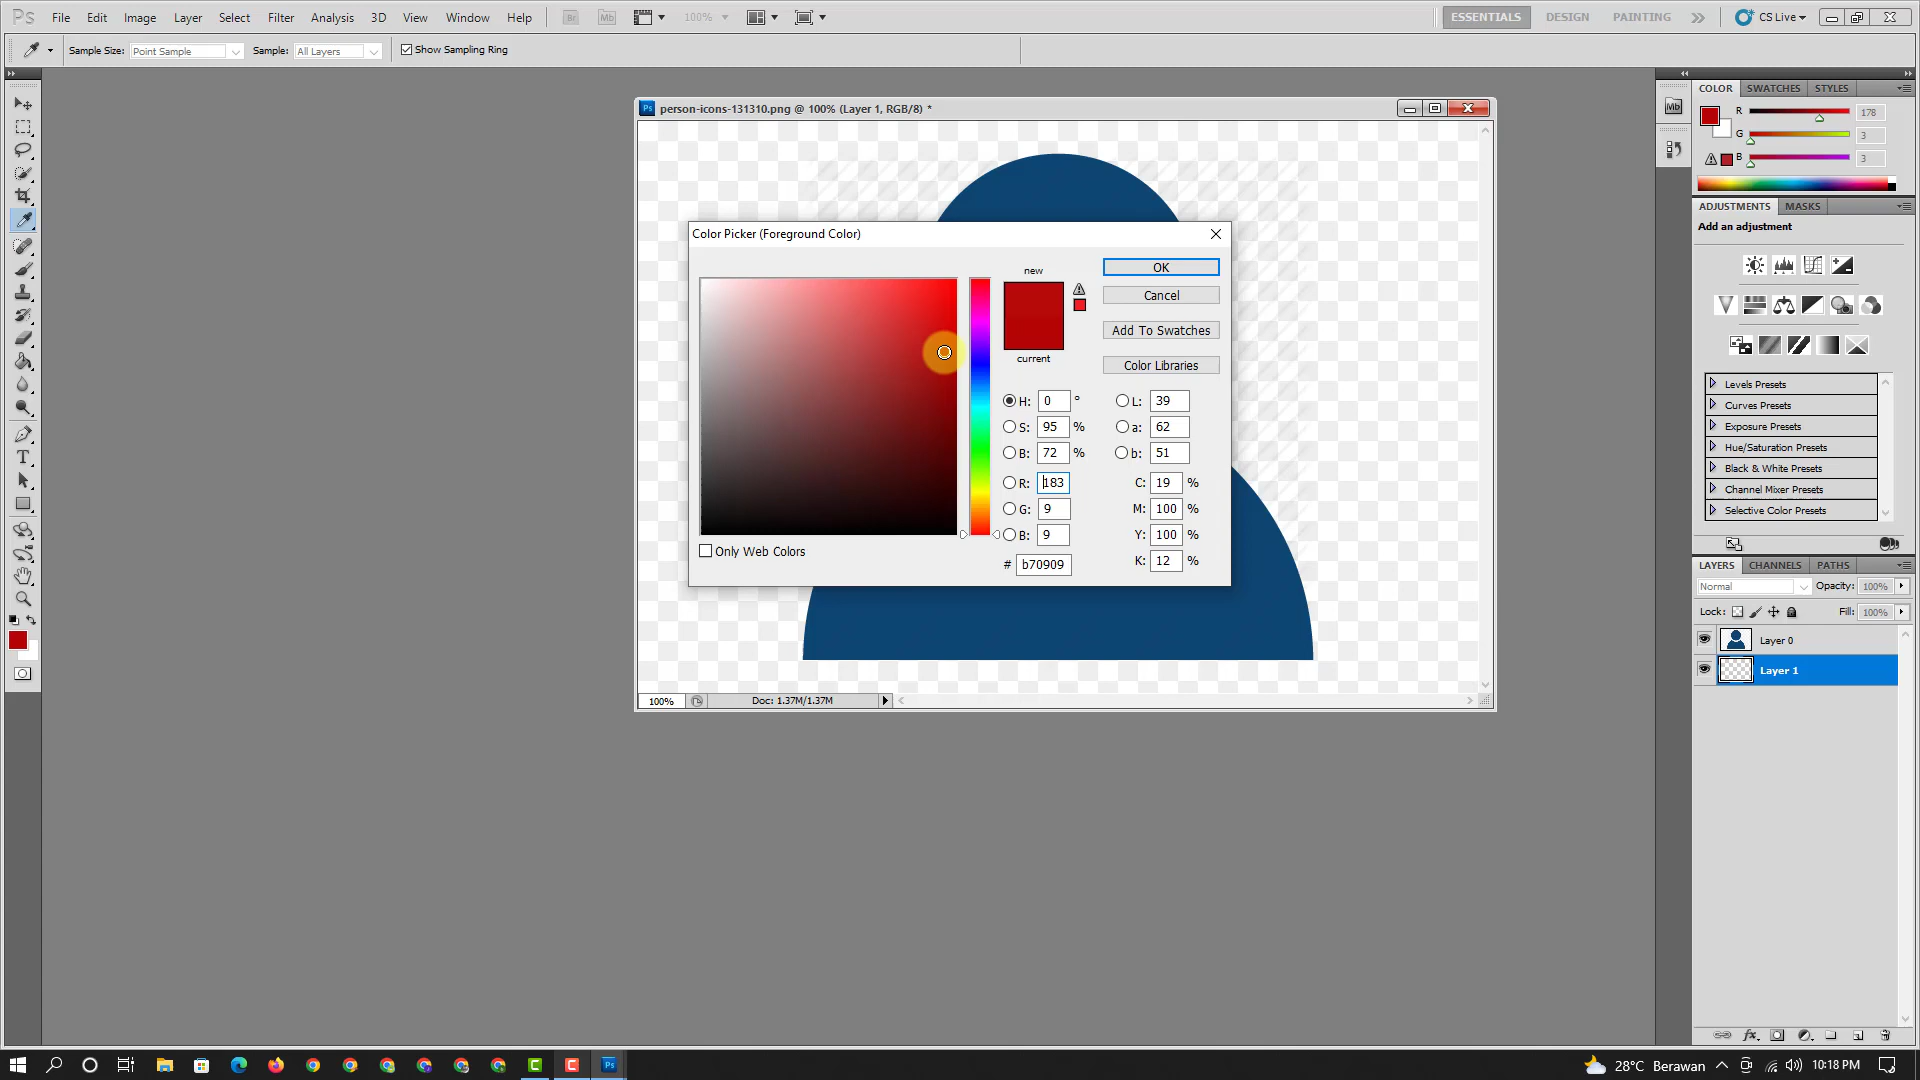 Ps File Edit Image Layer Select Filter Analysis 3D View Window Help Br Mb 100% ESSENTIALS DESIGN PAINTING CS Live
Sample Size: Point Sample Sample: All Layers Show Sampling Ring
person-icons-131310.png @ 100% (Layer 1, RGB/8) *
Color Picker (Foreground Color)
new
OK
Cancel
Add To Swatches
current
Color Libraries
H: 0 ° L: 39
S: 95 % a: 62
B: 72 % b: 51
R: 183 C: 19 %
G: 9 M: 100 %
B: 9 Y: 100 %
# b70909 K: 12 %
Only Web Colors
100% Doc: 1.37M/1.37M
Mb
COLOR SWATCHES STYLES
R 178
G 3
B 3
ADJUSTMENTS MASKS
Add an adjustment
Levels Presets
Curves Presets
Exposure Presets
Hue/Saturation Presets
Black & White Presets
Channel Mixer Presets
Selective Color Presets
LAYERS CHANNELS PATHS
Normal Opacity: 100%
Lock: Fill: 100%
Layer 0
Layer 1
fx
28°C Berawan 10:18 PM